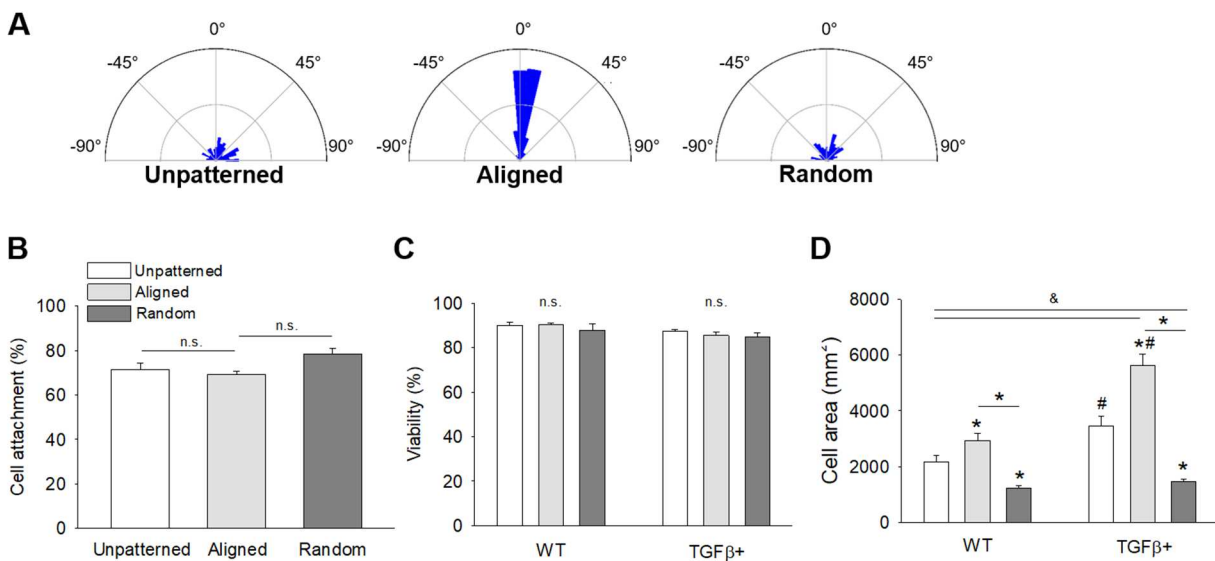 A
0°
-45°
45°
-90°
90°
Unpatterned
0°
-45°
45°
-90°
90°
Aligned
0°
-45°
45°
-90°
90°
Random
B
Unpatterned
Aligned
Random
Cell attachment (%)
100
80
60
40
20
0
n.s.
n.s.
Unpatterned
Aligned
Random
C
Viability (%)
100
80
60
40
20
0
n.s.
n.s.
WT
TGFβ+
D
Cell area (mm²)
8000
6000
4000
2000
0
&
*
*#
*
#
*
*
*
WT
TGFβ+